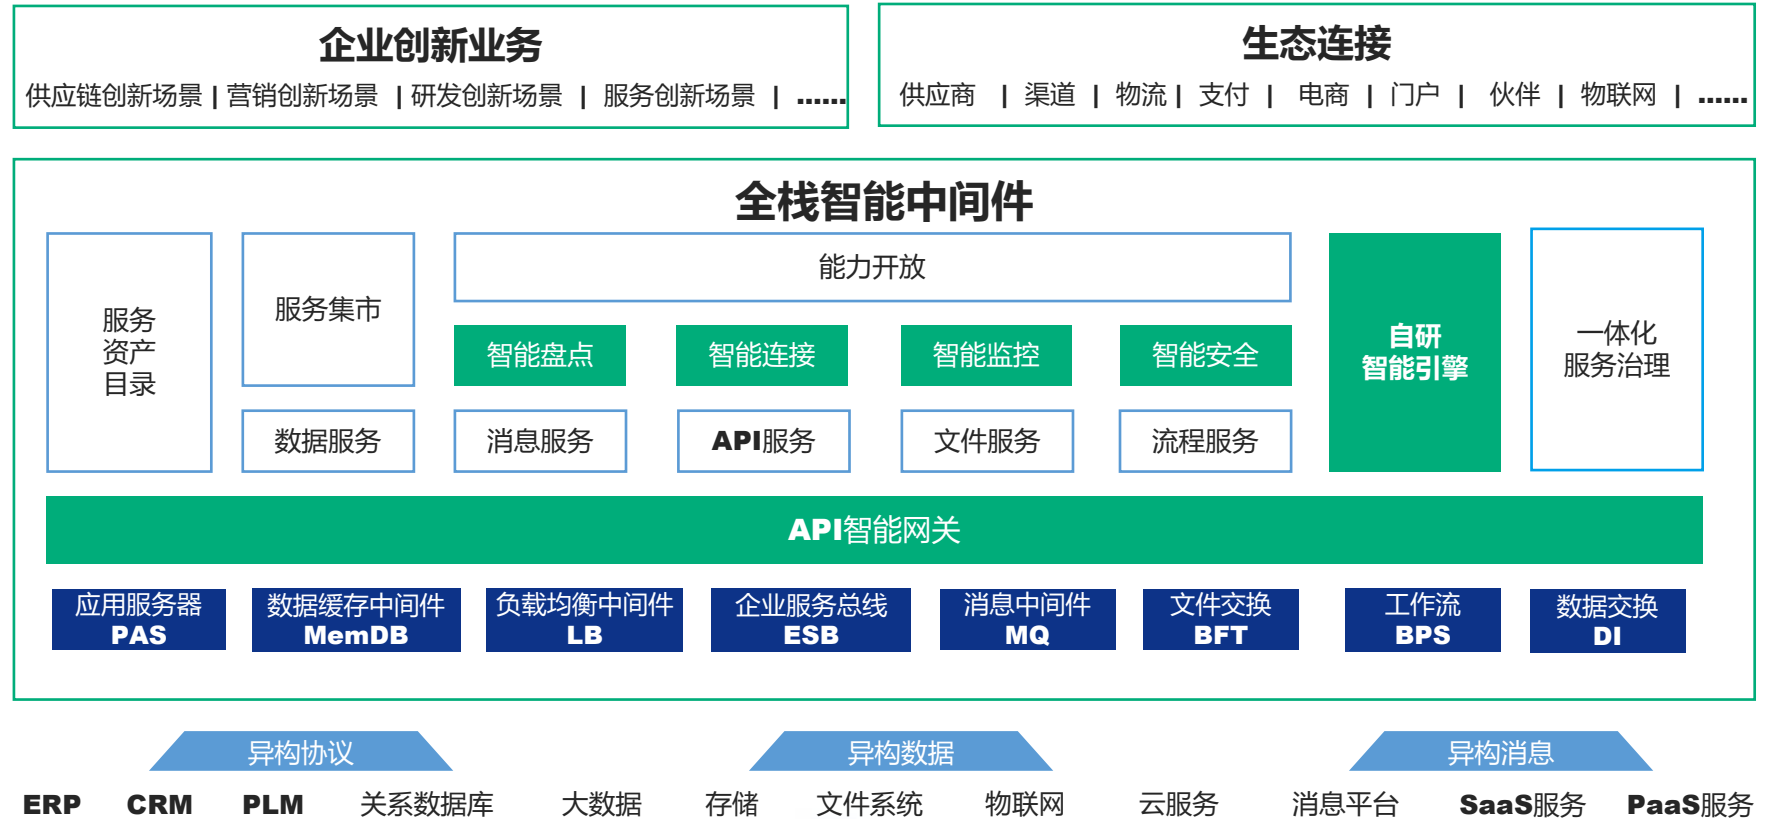 企业创新业务
供应链创新场景 | 营销创新场景 | 研发创新场景 | 服务创新场景 | ......
生态连接
供应商 | 渠道 | 物流 | 支付 | 电商 | 门户 | 伙伴 | 物联网 | ......
全栈智能中间件
服务
资产
目录
服务集市
能力开放
智能盘点
智能连接
智能监控
智能安全
数据服务
消息服务
API服务
文件服务
流程服务
自研
智能引擎
一体化
服务治理
API智能网关
应用服务器
PAS
数据缓存中间件
MemDB
负载均衡中间件
LB
企业服务总线
ESB
消息中间件
MQ
文件交换
BFT
工作流
BPS
数据交换
DI
异构协议
异构数据
异构消息
ERP CRM PLM 关系数据库 大数据 存储 文件系统 物联网 云服务 消息平台 SaaS服务 PaaS服务